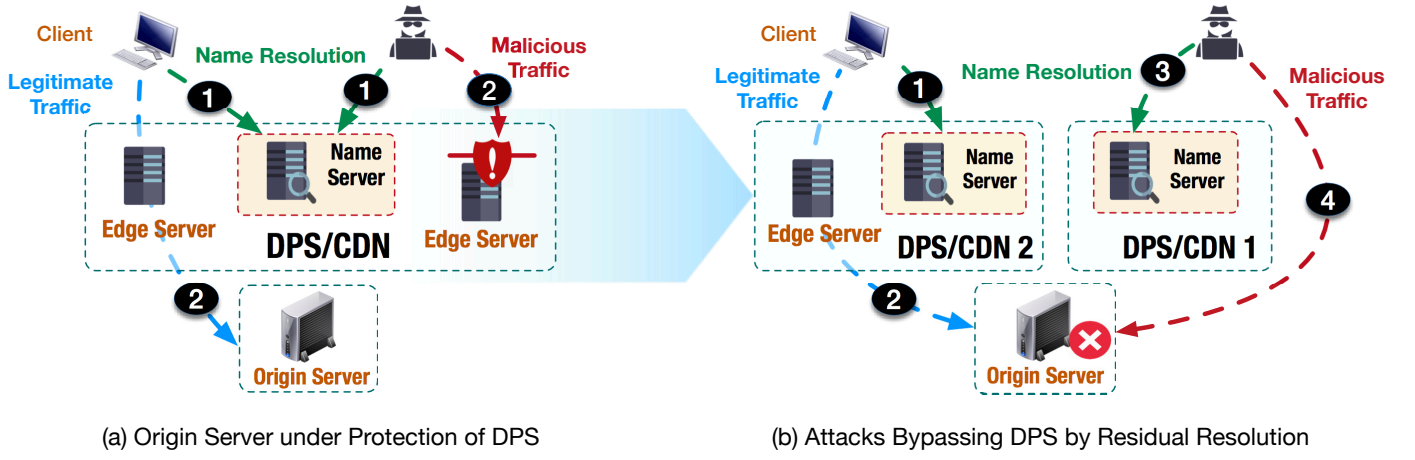 Client
Name Resolution
Malicious
Traffic
Legitimate
Traffic
1
1
2
Name
Server
Edge Server
Edge Server
DPS/CDN
2
Origin Server
(a) Origin Server under Protection of DPS
Client
Name Resolution
Malicious
Traffic
Legitimate
Traffic
1
3
Name
Server
Name
Server
4
Edge Server
DPS/CDN 2
DPS/CDN 1
2
Origin Server
(b) Attacks Bypassing DPS by Residual Resolution